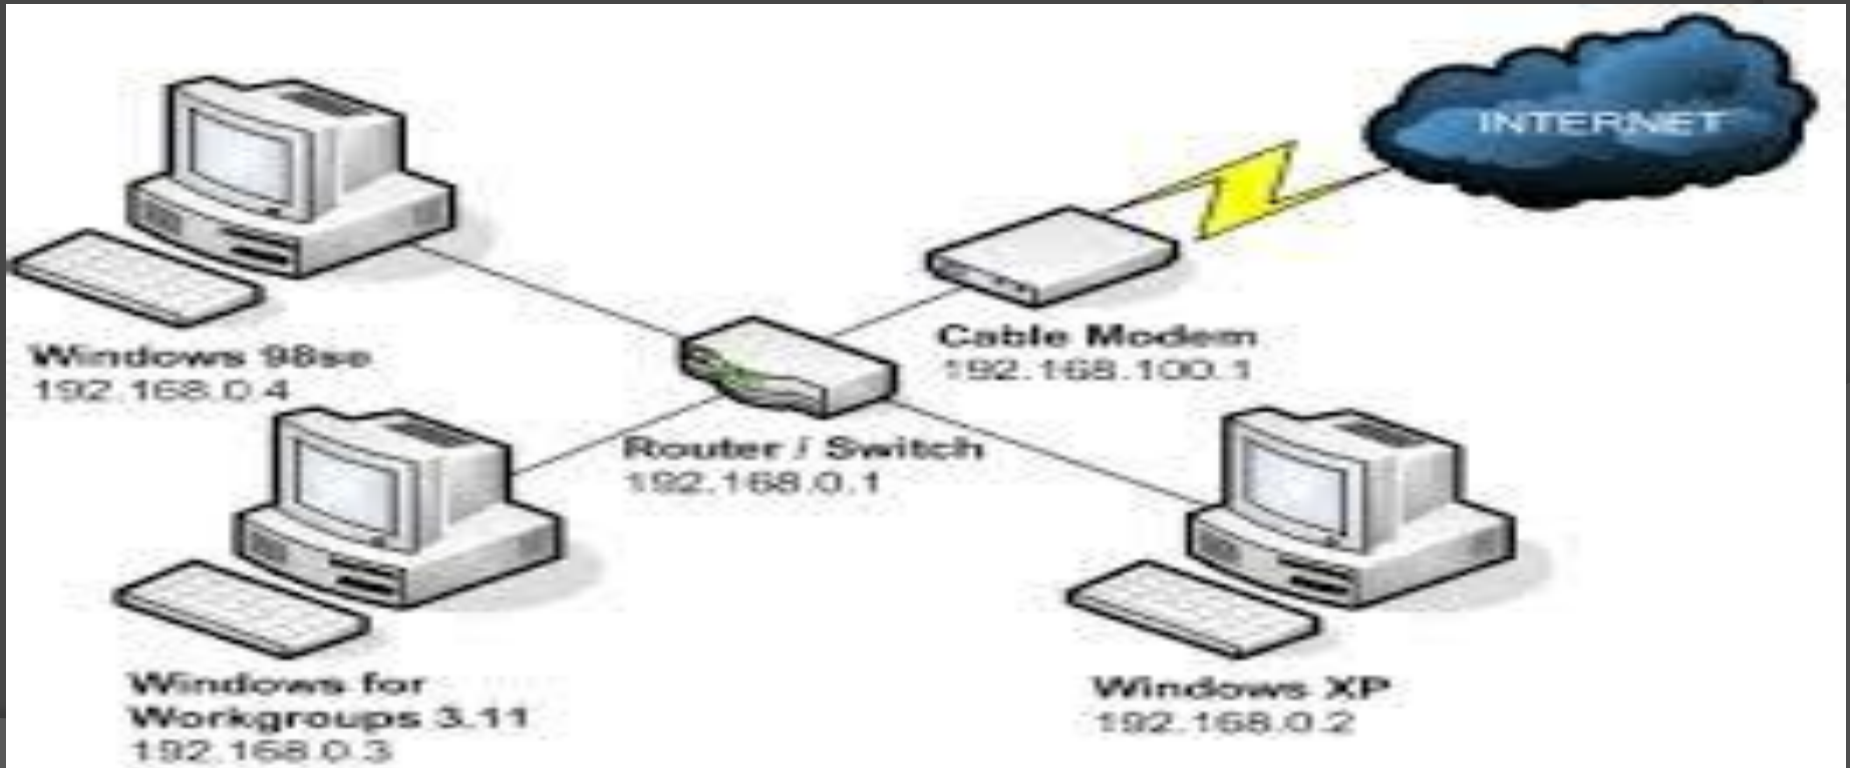 INTERNET
Windows 98se
192.168.0.4
Cable Modem
192.168.100.1
Router / Switch
192.168.0.1
Windows for
Workgroups 3.11
192.168.0.3
Windows XP
192.168.0.2